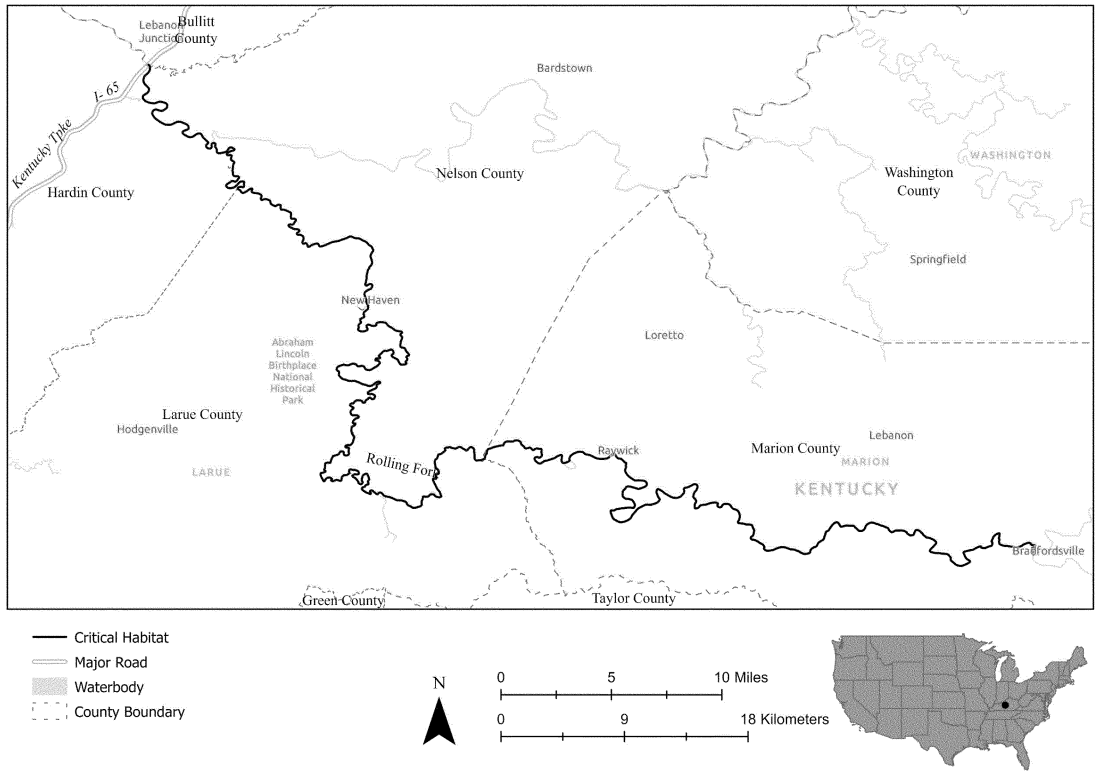 Lebanon
Junction
Bullitt
County
Bardstown
I- 65
Kentucky Tpke
WASHINGTON
Hardin County
Nelson County
Washington
County
Springfield
New Haven
Loretto
Abraham
Lincoln
Birthplace
National
Historical
Park
Larue County
Hodgenville
LARUE
Rolling For
Raywick
Marion County
Lebanon
MARION
KENTUCKY
Bradfordsville
Green County
Taylor County
Critical Habitat
Major Road
Waterbody
County Boundary
N
0 5 10 Miles
0 9 18 Kilometers